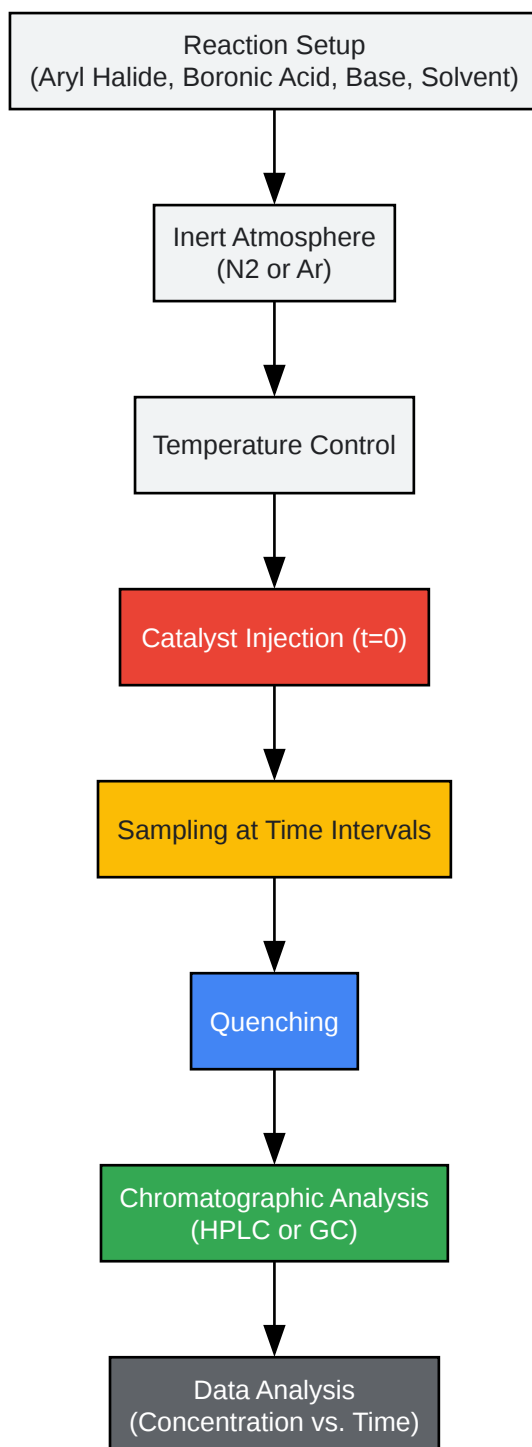 Reaction Setup
(Aryl Halide, Boronic Acid, Base, Solvent)
Inert Atmosphere
(N2 or Ar)
Temperature Control
Catalyst Injection (t=0)
Sampling at Time Intervals
Quenching
Chromatographic Analysis
(HPLC or GC)
Data Analysis
(Concentration vs. Time)